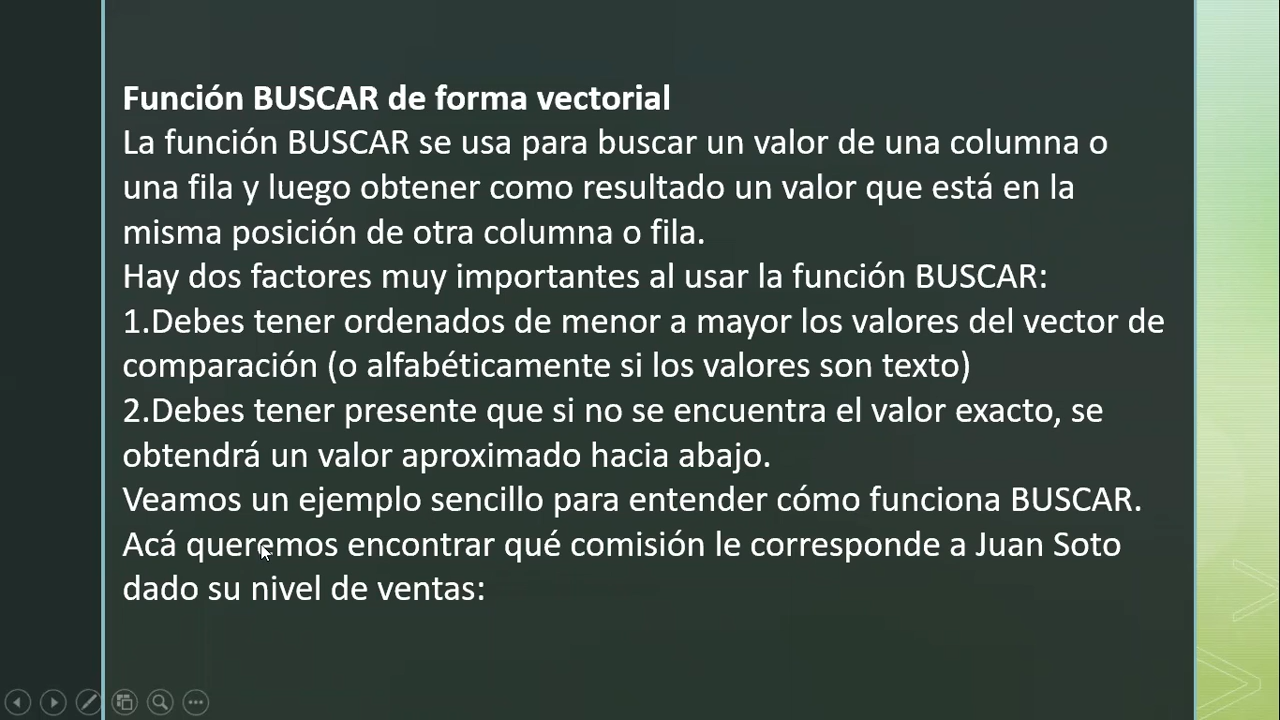 Función BUSCAR de forma vectorial
La función BUSCAR se usa para buscar un valor de una columna o
una fila y luego obtener como resultado un valor que está en la
misma posición de otra columna o fila.
Hay dos factores muy importantes al usar la función BUSCAR:
1.Debes tener ordenados de menor a mayor los valores del vector de
comparación (o alfabéticamente si los valores son texto)
2.Debes tener presente que si no se encuentra el valor exacto, se
obtendrá un valor aproximado hacia abajo.
Veamos un ejemplo sencillo para entender cómo funciona BUSCAR.
Acá queremos encontrar qué comisión le corresponde a Juan Soto
dado su nivel de ventas: